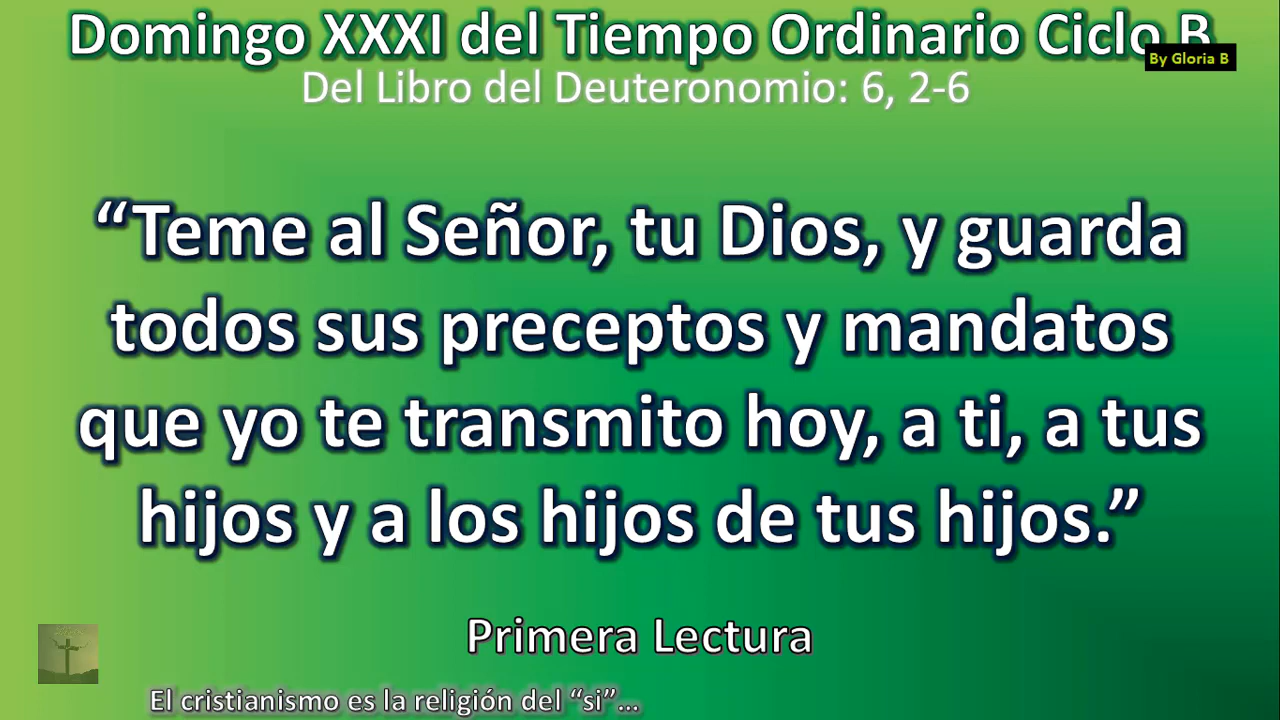 Domingo XXXI del Tiempo Ordinario Ciclo B
By Gloria B
Del Libro del Deuteronomio: 6, 2-6
“Teme al Señor, tu Dios, y guarda
todos sus preceptos y mandatos
que yo te transmito hoy, a ti, a tus
hijos y a los hijos de tus hijos.”
Primera Lectura
El cristianismo es la religión del “si”...